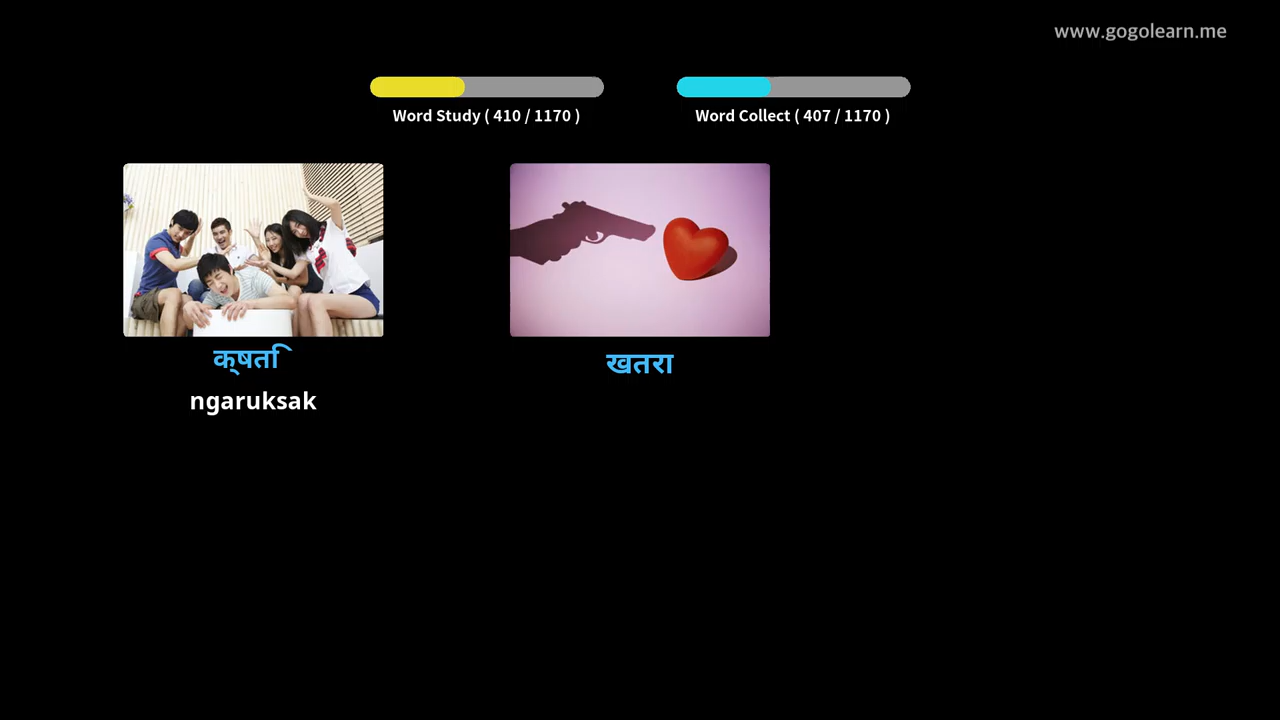 www.gogolearn.me
Word Study ( 410 / 1170 )
Word Collect ( 407 / 1170 )
क्षति
खतरा
ngaruksak